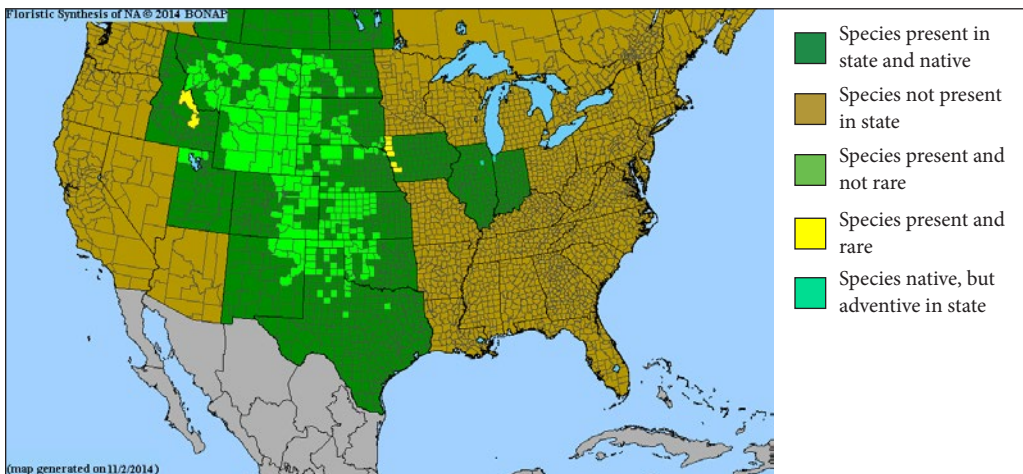 Floristic Synthesis of NA © 2014 BONAP
Species present in
state and native
Species not present
in state
Species present and
not rare
Species present and
rare
Species native, but
adventive in state
(map generated on 11/2/2014)